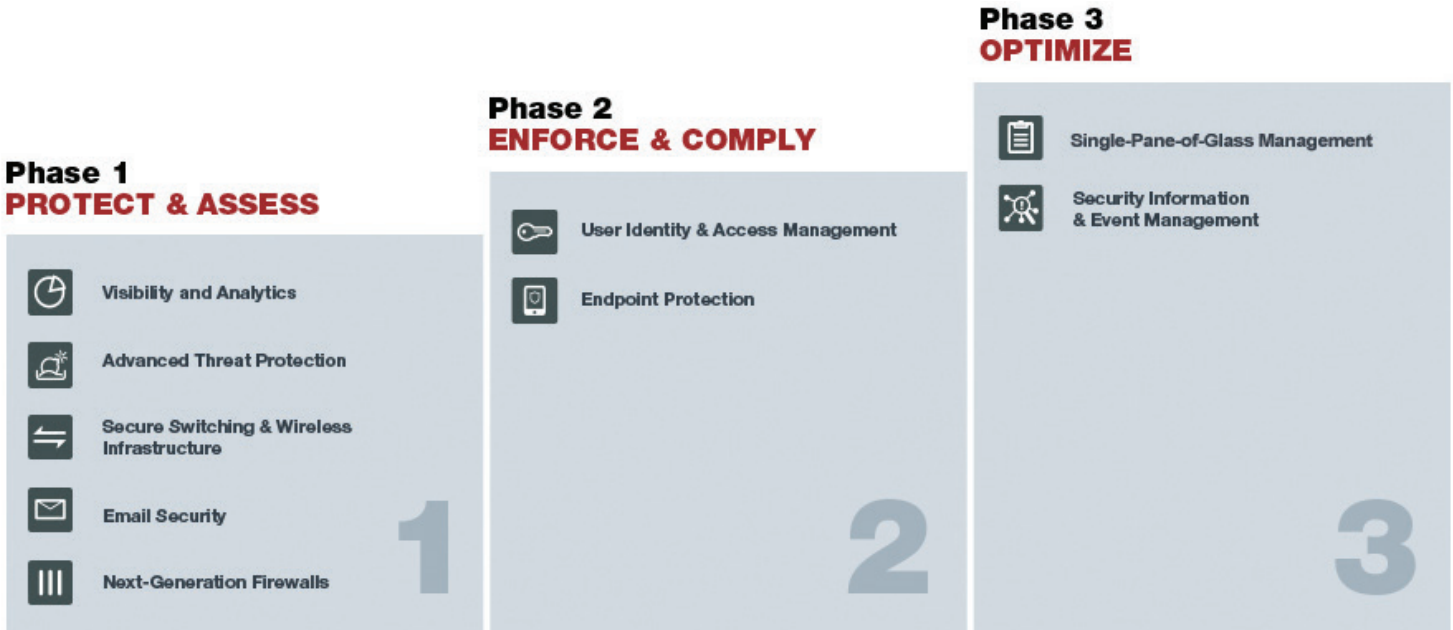 Phase 1
PROTECT & ASSESS
Visibility and Analytics
Advanced Threat Protection
Secure Switching & Wireless
Infrastructure
Email Security
Next-Generation Firewalls
1
Phase 2
ENFORCE & COMPLY
User Identity & Access Management
Endpoint Protection
2
Phase 3
OPTIMIZE
Single-Pane-of-Glass Management
Security Information
& Event Management
3